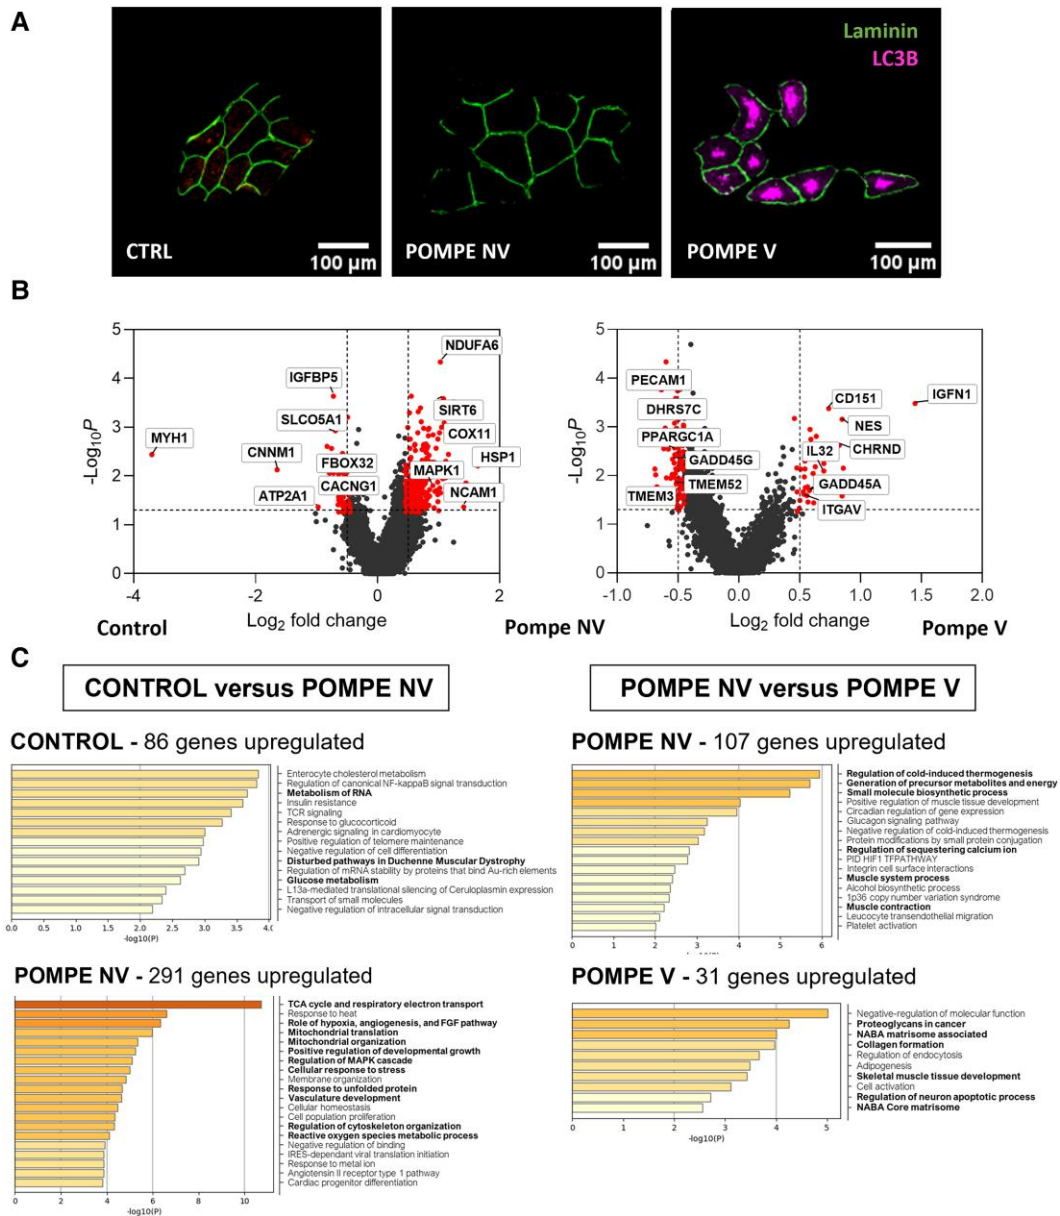 A
Laminin
LC3B
CTRL
100 µm
POMPE NV
100 µm
POMPE V
100 µm
B
5
4
3
2
1
0
-Log10P
NDUFA6
IGFBP5
SIRT6
SLCO5A1
COX11
MYH1
CNNM1
FBOX32
HSP1
MAPK1
CACNG1
ATP2A1
NCAM1
-4
-2
0
2
Control
Log2 fold change
Pompe NV
5
4
3
2
1
0
-Log10P
PECAM1
CD151
IGFN1
DHRS7C
NES
PPARGC1A
IL32
CHRND
GADD45G
TMEM52
GADD45A
TMEM3
ITGAV
-1.0
-0.5
0.0
0.5
1.0
1.5
2.0
Log2 fold change
Pompe V
C
CONTROL versus POMPE NV
CONTROL - 86 genes upregulated
Enterocyte cholesterol metabolism
Regulation of canonical NF-kappaB signal transduction
Metabolism of RNA
Insulin resistance
TCR signaling
Response to glucocorticoid
Adrenergic signaling in cardiomyocyte
Positive regulation of telomere maintenance
Negative regulation of cell differentiation
Disturbed pathways in Duchenne Muscular Dystrophy
Regulation of mRNA stability by proteins that bind Au-rich elements
Glucose metabolism
L13a-mediated translational silencing of Ceruloplasmin expression
Transport of small molecules
Negative regulation of intracellular signal transduction
0.0 0.5 1.0 1.5 2.0 2.5 3.0 3.5 4.0
-log10(P)
POMPE NV - 291 genes upregulated
TCA cycle and respiratory electron transport
Response to heat
Role of hypoxia, angiogenesis, and FGF pathway
Mitochondrial translation
Mitochondrial organization
Positive regulation of developmental growth
Regulation of MAPK cascade
Cellular response to stress
Membrane organization
Response to unfolded protein
Vasculature development
Cellular homeostasis
Cell population proliferation
Regulation of cytoskeleton organization
Reactive oxygen species metabolic process
Negative regulation of binding
IRES-dependent viral translation initiation
Response to metal ion
Angiotensin II receptor type 1 pathway
Cardiac progenitor differentiation
0 2 4 6 8 10
-log10(P)
POMPE NV versus POMPE V
POMPE NV - 107 genes upregulated
Regulation of cold-induced thermogenesis
Generation of precursor metabolites and energy
Small molecule biosynthetic process
Positive regulation of muscle tissue development
Circadian regulation of gene expression
Glucagon signaling pathway
Negative regulation of cold-induced thermogenesis
Protein modifications by small protein conjugation
Regulation of sequestering calcium ion
PID HIF1 TFPATHWAY
Integrin cell surface interactions
Muscle system process
Alcohol biosynthetic process
1p36 copy number variation syndrome
Muscle contraction
Leucocyte transendothelial migration
Platelet activation
0 1 2 3 4 5 6
POMPE V - 31 genes upregulated
Negative-regulation of molecular function
Proteoglycans in cancer
NABA matrisome associated
Collagen formation
Regulation of endocytosis
Adipogenesis
Skeletal muscle tissue development
Cell activation
Regulation of neuron apoptotic process
NABA Core matrisome
0 1 2 3 4 5
-log10(P)